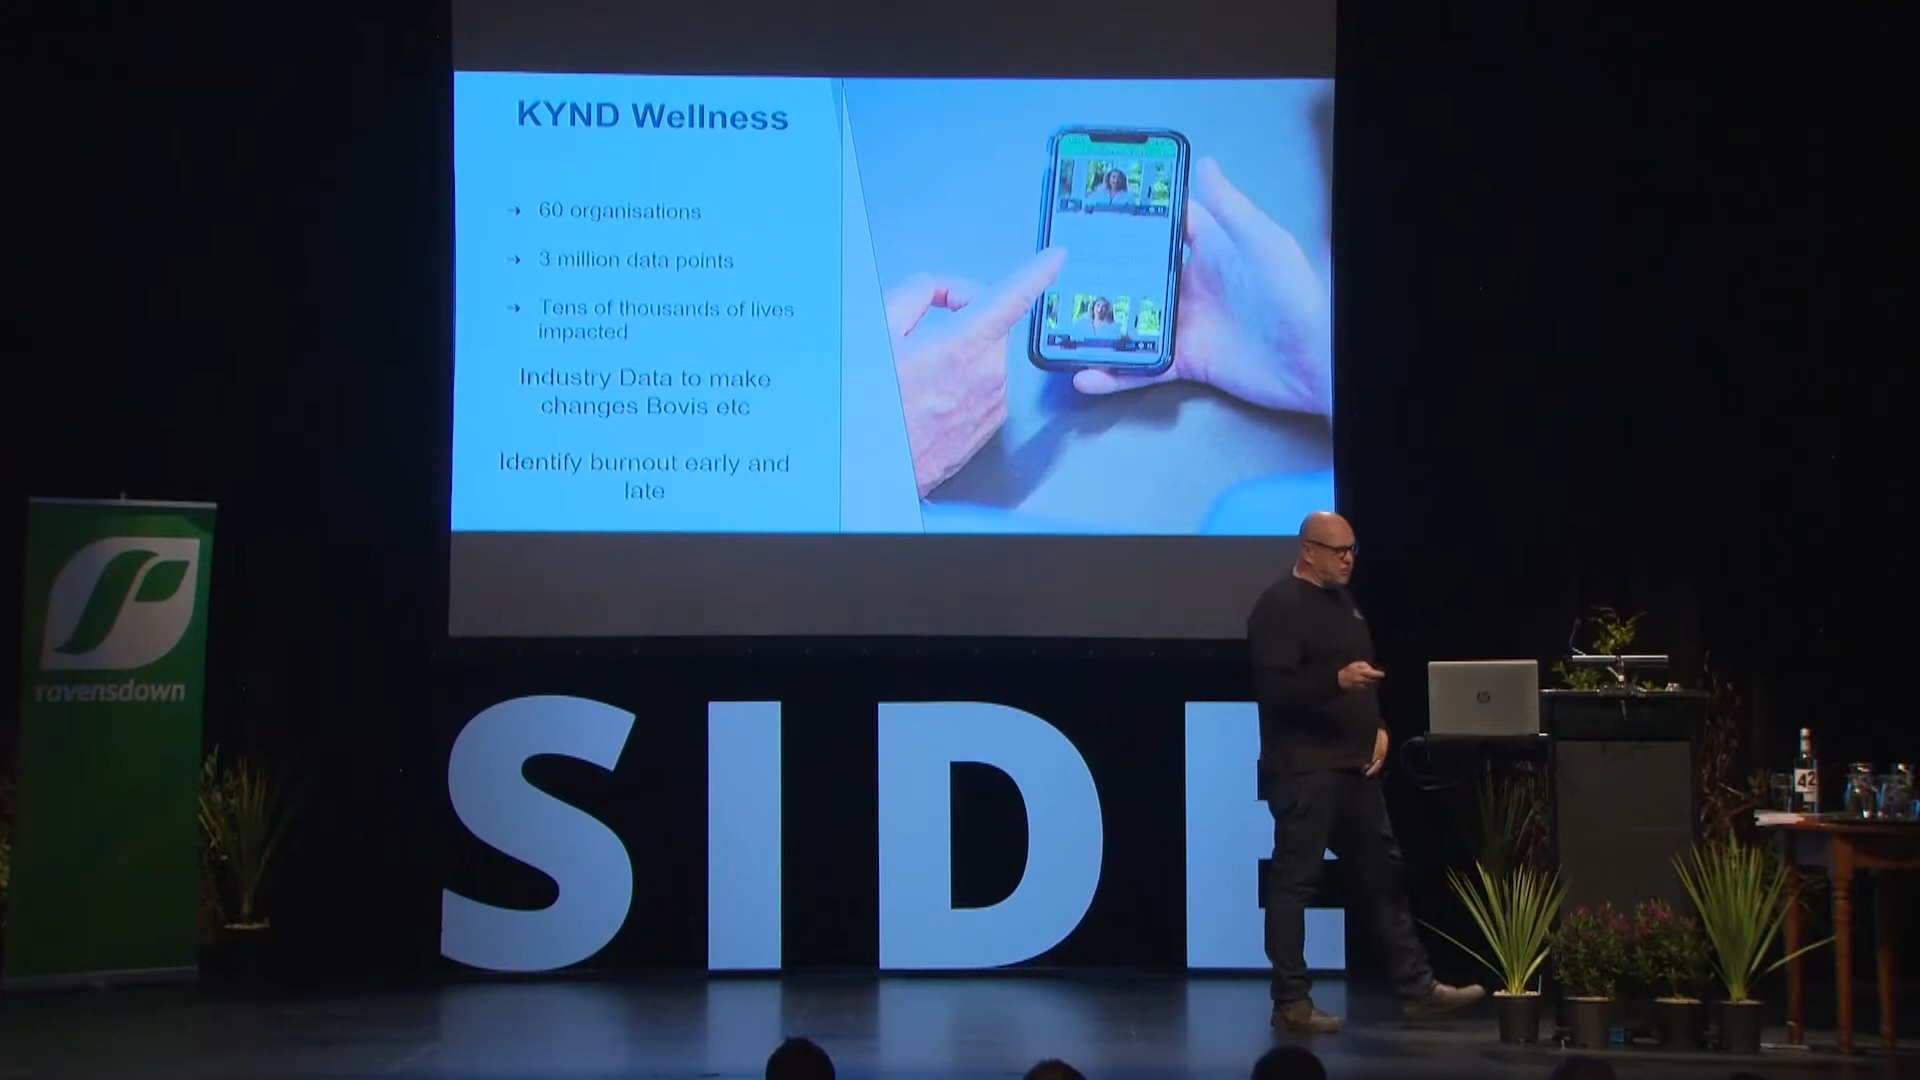 KYND Wellness
→ 60 organisations
→ 3 million data points
→ Tens of thousands of lives
impacted
Industry Data to make
changes Bovis etc
Identify burnout early and
late
ravensdown
SIDE
hp
42